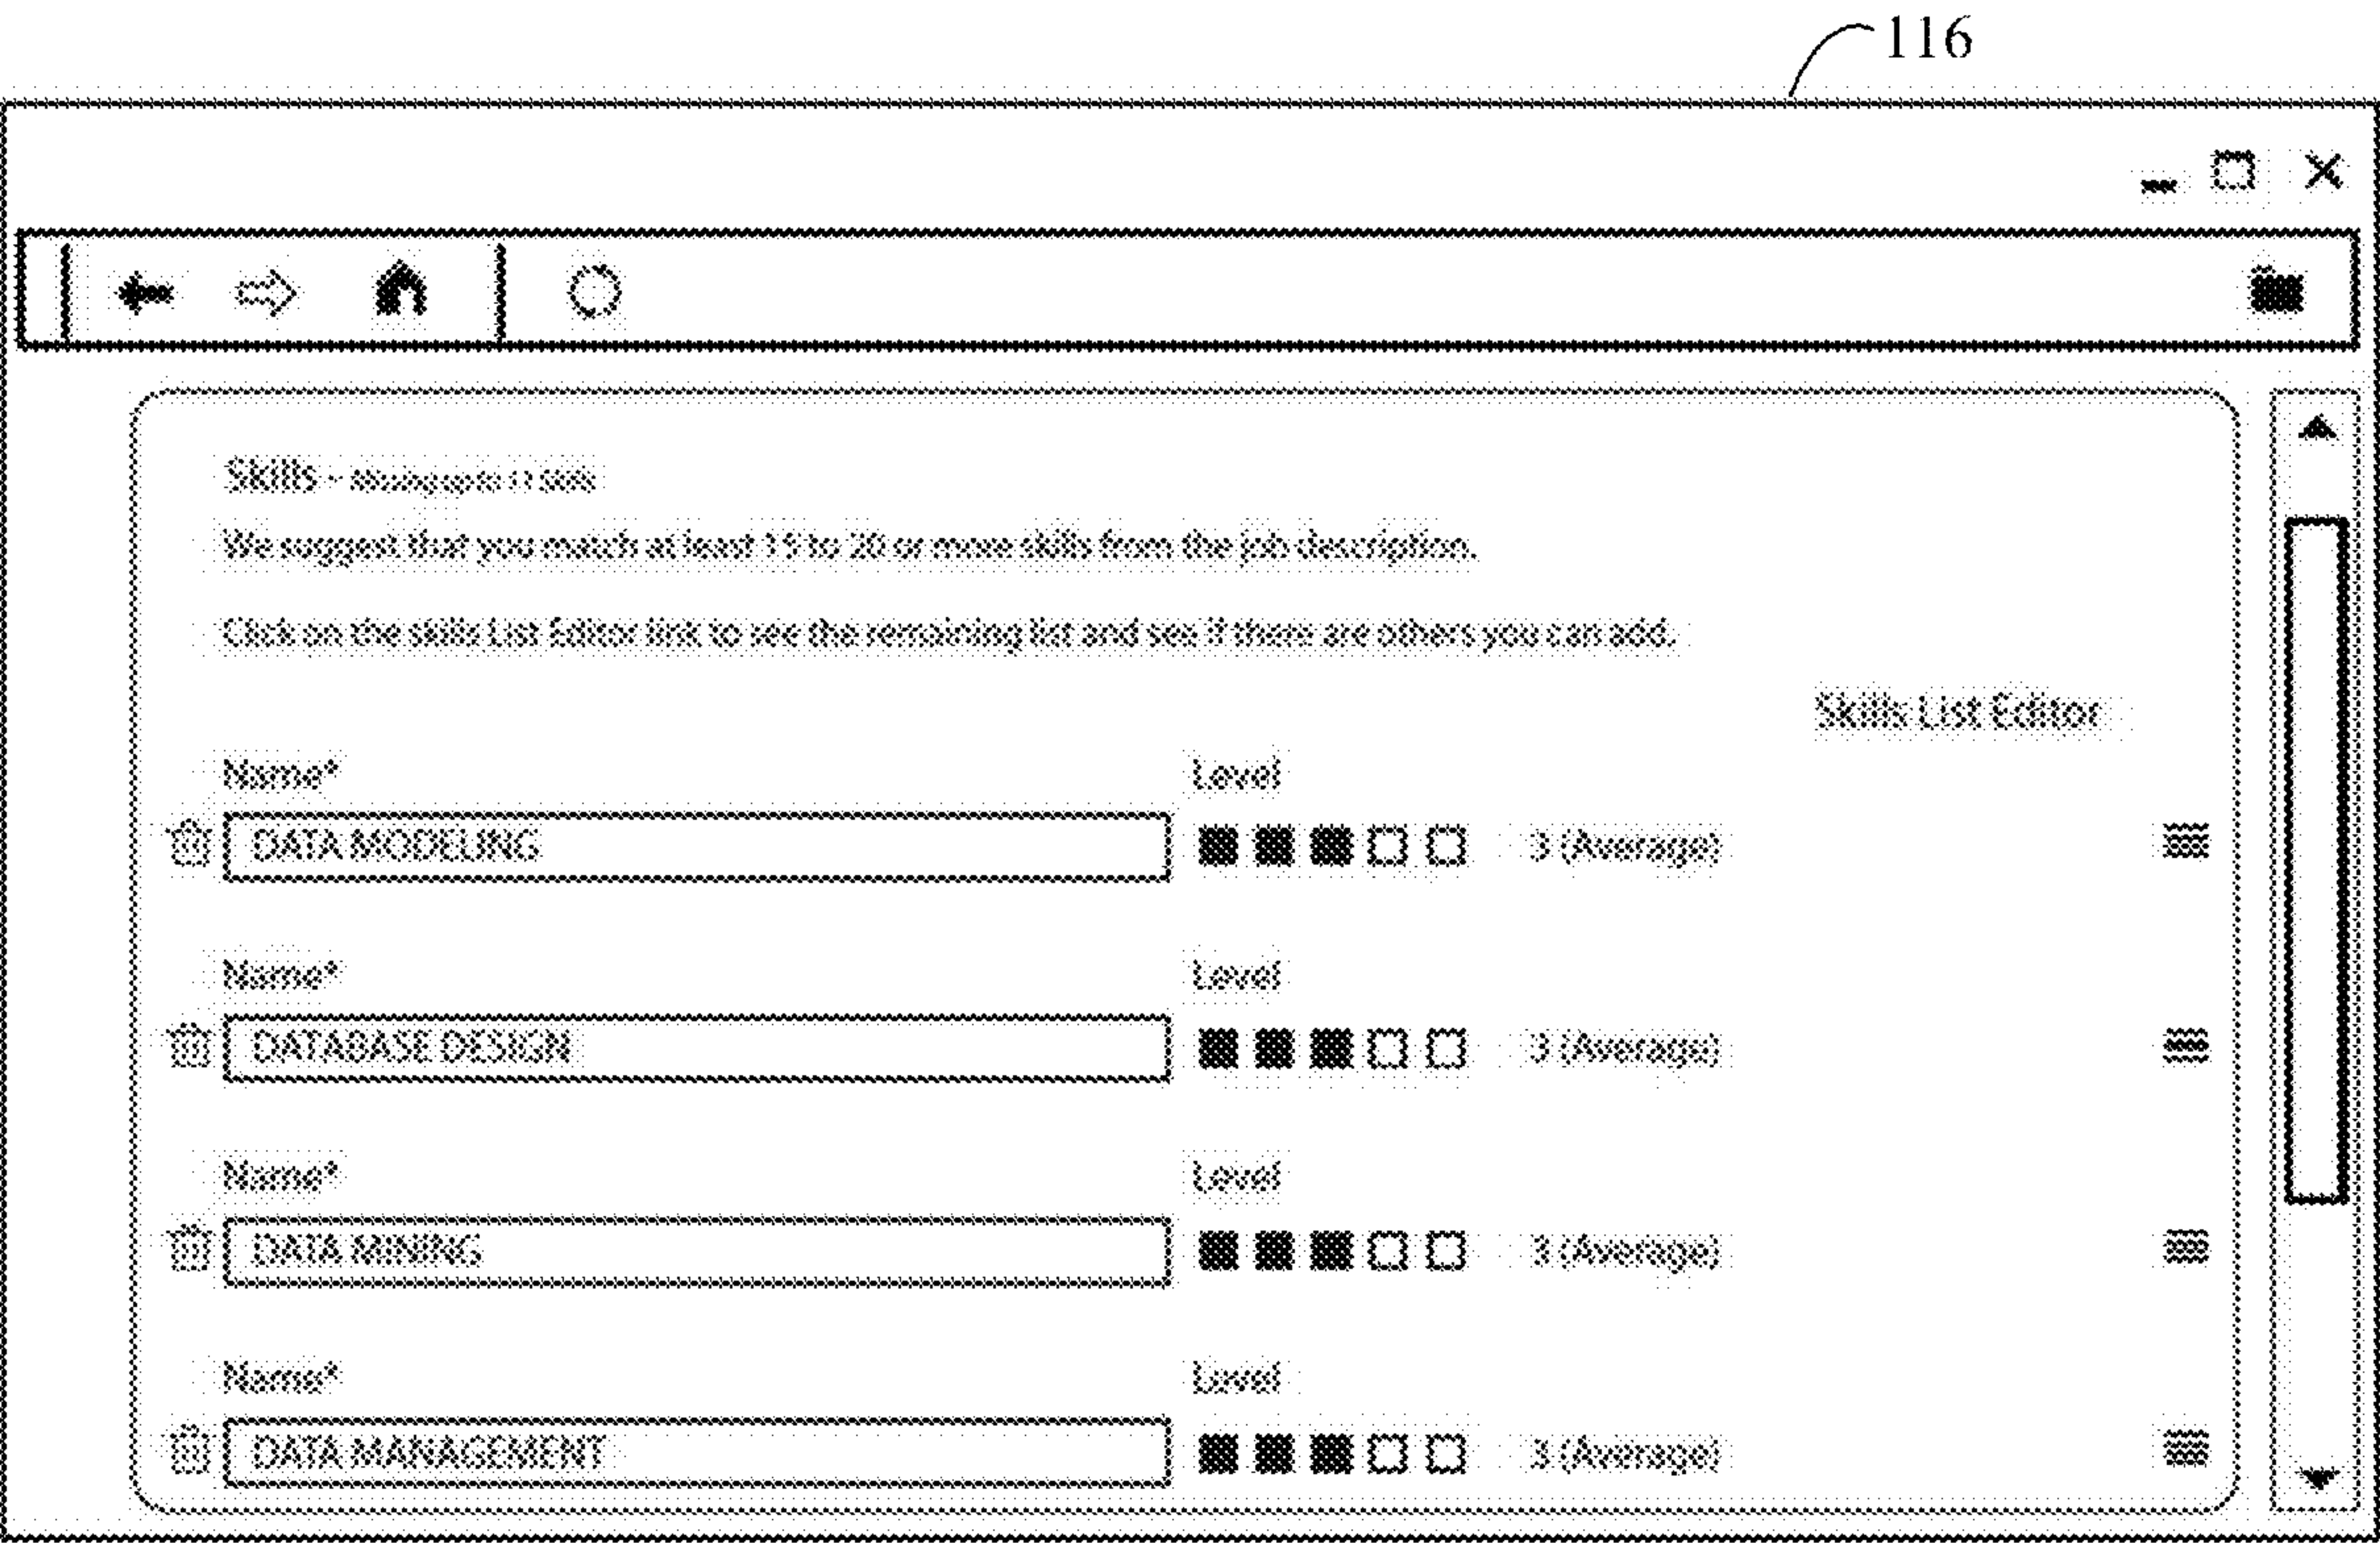 116
Skills -
We suggest that you match at least 15 to 20 or more skills from the job description.
Click on the skills List Editor link to see the remaining list and see if there are others you can add.
Skills List Editor
Name* Level
DATA MODELING 3 (Average)
Name* Level
DATABASE DESIGN 3 (Average)
Name* Level
DATA MINING 3 (Average)
Name* Level
DATA MANAGEMENT 3 (Average)